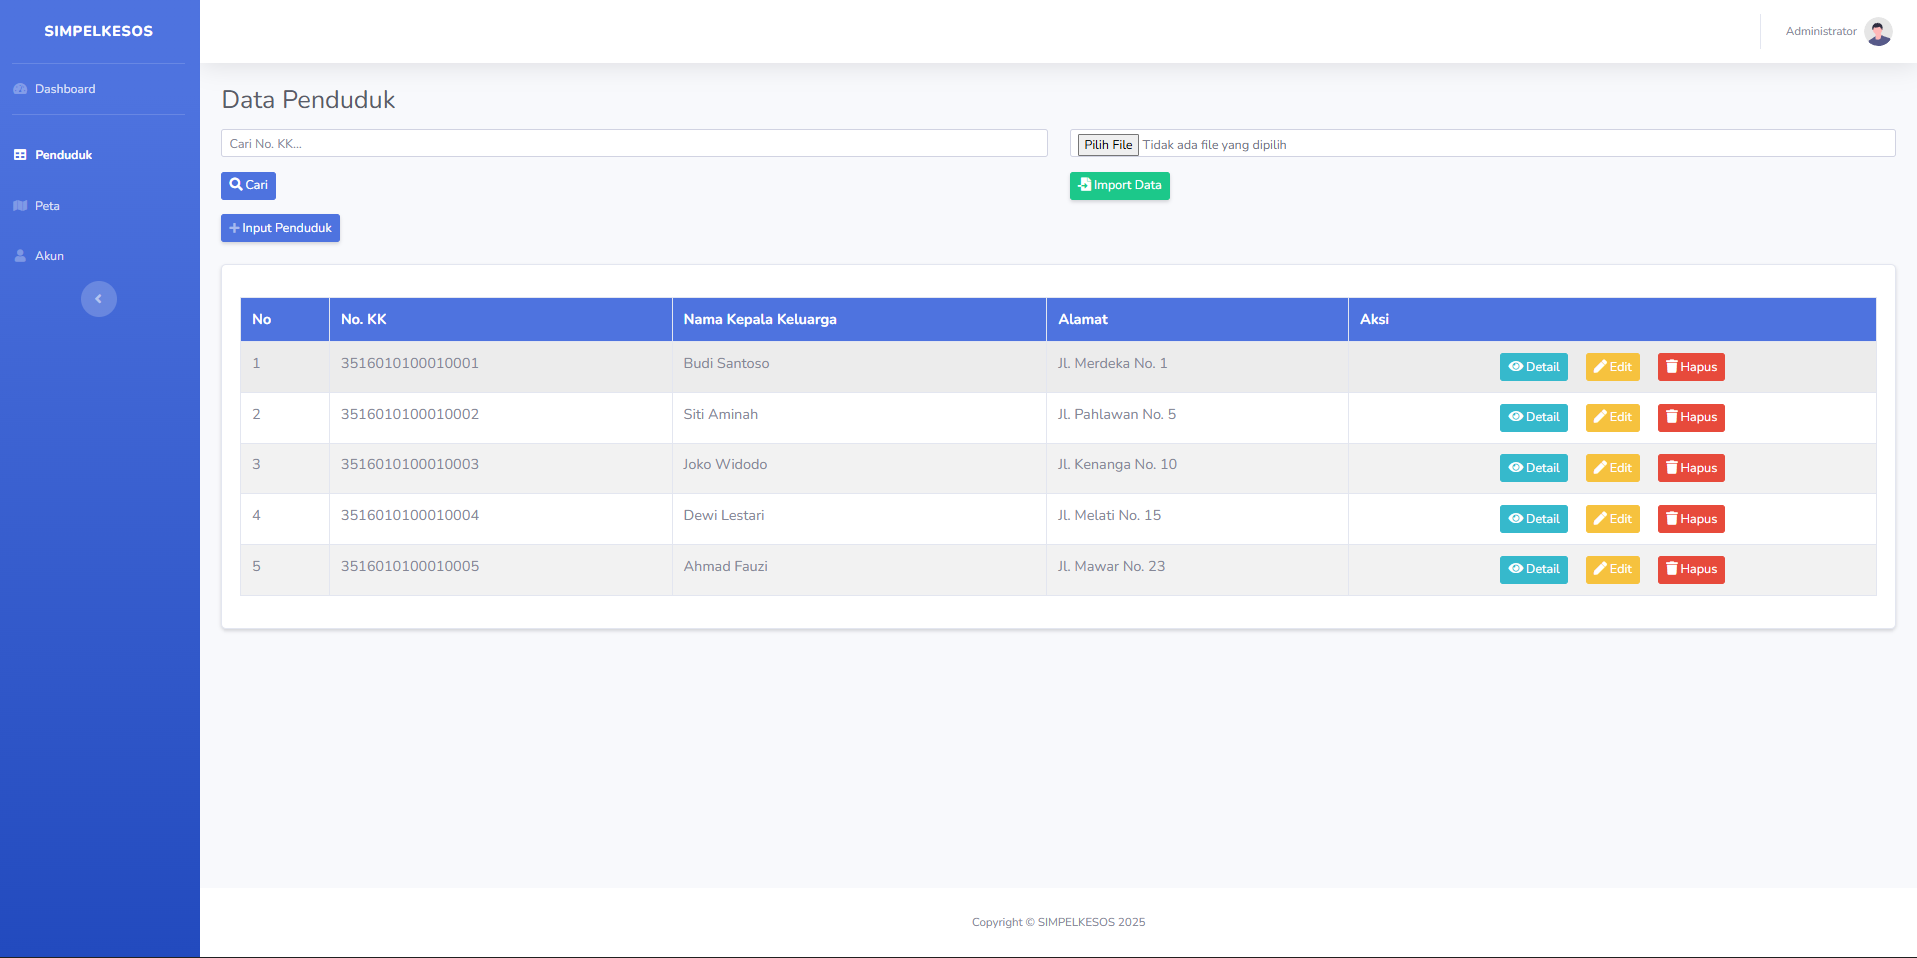 SIMPELKESOS
Administrator
Dashboard
Penduduk
Peta
Akun
Data Penduduk
Cari No. KK...
Pilih File Tidak ada file yang dipilih
Cari
Import Data
Input Penduduk
No No. KK Nama Kepala Keluarga Alamat Aksi
1 3516010100010001 Budi Santoso Jl. Merdeka No. 1 Detail Edit Hapus
2 3516010100010002 Siti Aminah Jl. Pahlawan No. 5 Detail Edit Hapus
3 3516010100010003 Joko Widodo Jl. Kenanga No. 10 Detail Edit Hapus
4 3516010100010004 Dewi Lestari Jl. Melati No. 15 Detail Edit Hapus
5 3516010100010005 Ahmad Fauzi Jl. Mawar No. 23 Detail Edit Hapus
Copyright © SIMPELKESOS 2025